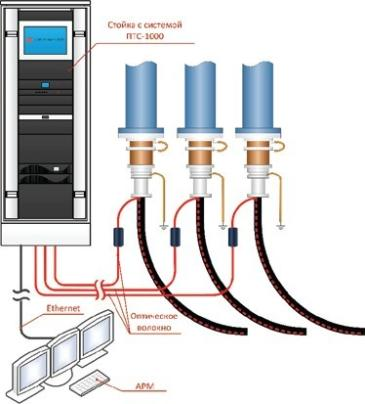 Стойка с системой
ПТС-1000
Ethernet
Оптическое
волокно
АРМ